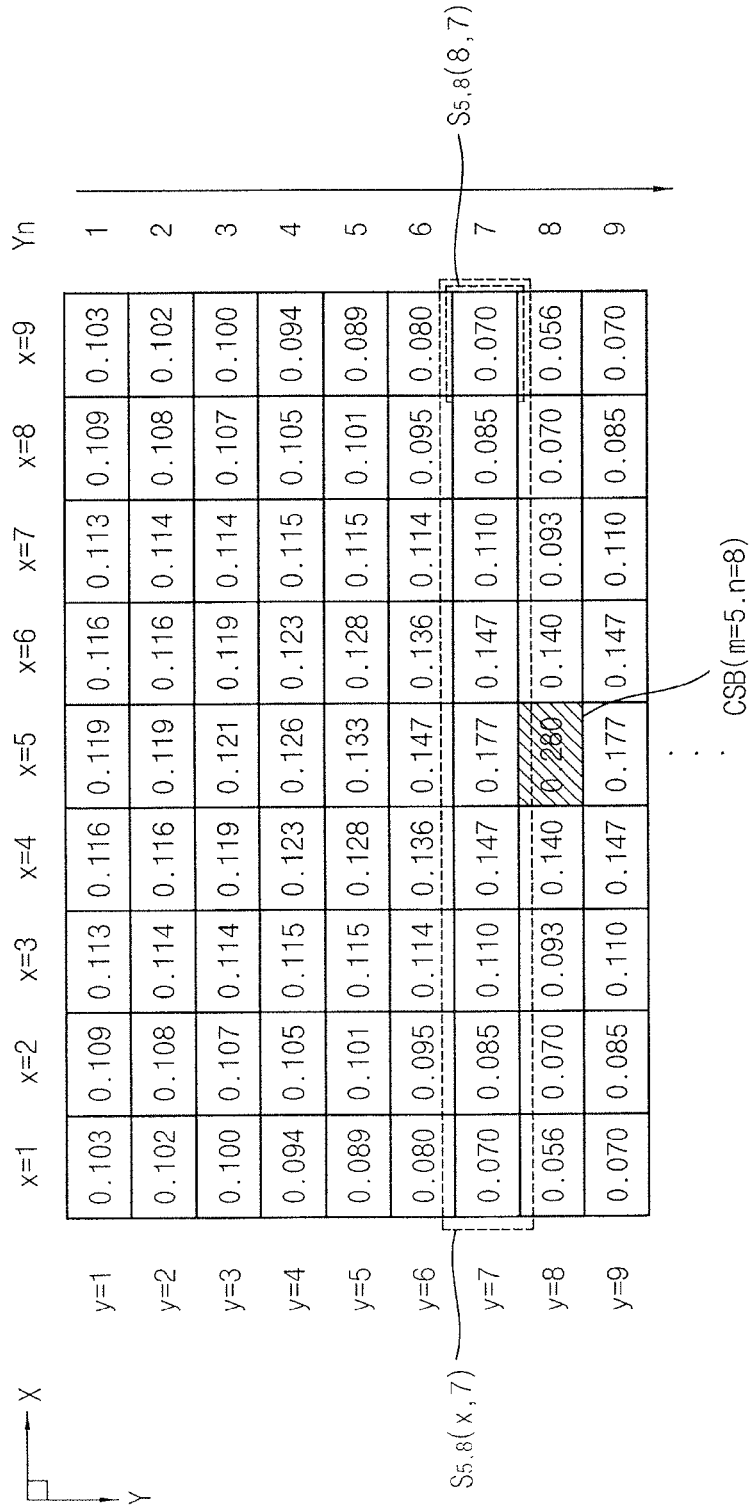 X
Y
x=1 x=2 x=3 x=4 x=5 x=6 x=7 x=8 x=9 Yn
y=1 0.103 0.109 0.113 0.116 0.119 0.116 0.113 0.109 0.103 1
y=2 0.102 0.108 0.114 0.116 0.119 0.116 0.114 0.108 0.102 2
y=3 0.100 0.107 0.114 0.119 0.121 0.119 0.114 0.107 0.100 3
y=4 0.094 0.105 0.115 0.123 0.126 0.123 0.115 0.105 0.094 4
y=5 0.089 0.101 0.115 0.128 0.133 0.128 0.115 0.101 0.089 5
y=6 0.080 0.095 0.114 0.136 0.147 0.136 0.114 0.095 0.080 6
y=7 0.070 0.085 0.110 0.147 0.177 0.147 0.110 0.085 0.070 7
y=8 0.056 0.070 0.093 0.140 0.280 0.140 0.093 0.070 0.056 8
y=9 0.070 0.085 0.110 0.147 0.177 0.147 0.110 0.085 0.070 9
S5,8(x,7)
S5,8(8,7)
. . .
CSB(m=5,n=8)